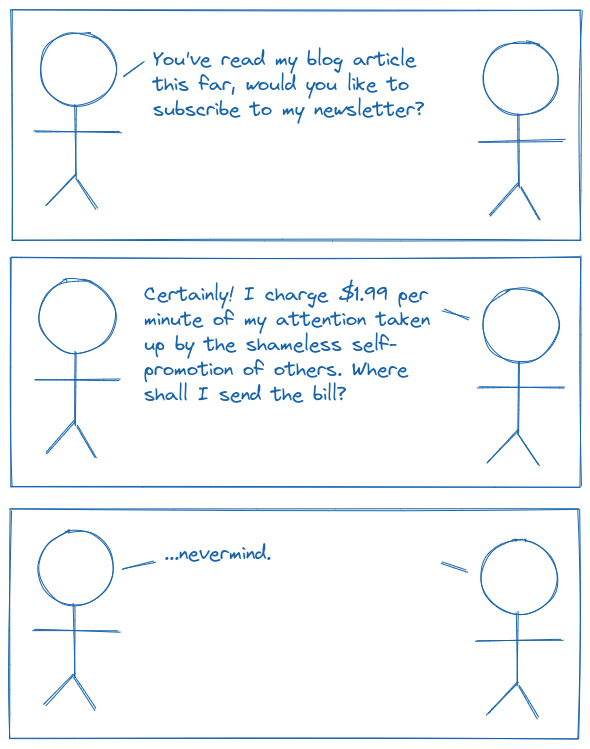 You've read my blog article
this far, would you like to
subscribe to my newsletter?
Certainly! I charge $1.99 per
minute of my attention taken
up by the shameless self-
promotion of others. Where
shall I send the bill?
...nevermind.